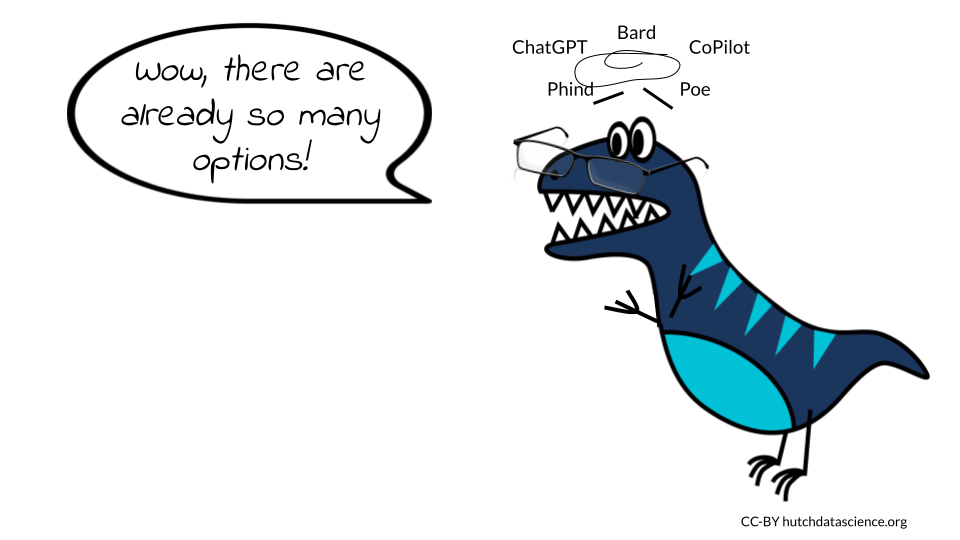 Wow, there are
already so many
options!
ChatGPT
Bard
CoPilot
Phind
Poe
CC-BY hutchdatascience.org